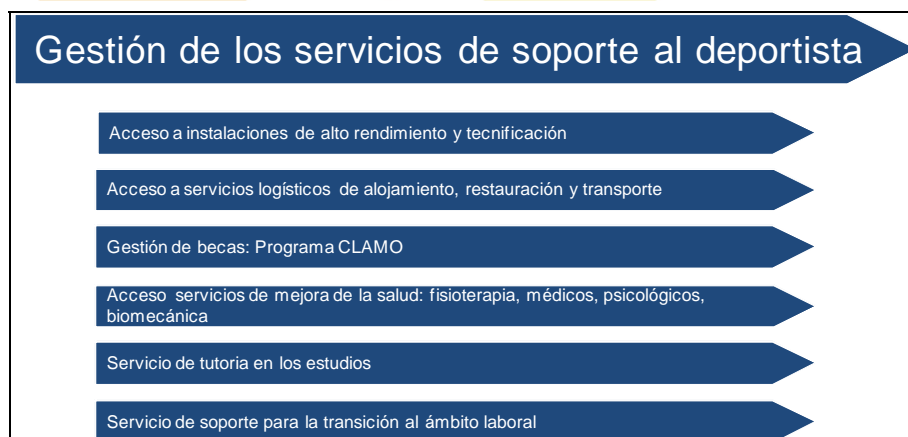 Gestión de los servicios de soporte al deportista
Acceso a instalaciones de alto rendimiento y tecnificación
Acceso a servicios logísticos de alojamiento, restauración y transporte
Gestión de becas: Programa CLAMO
Acceso servicios de mejora de la salud: fisioterapia, médicos, psicológicos,
biomecánica
Servicio de tutoria en los estudios
Servicio de soporte para la transición al ámbito laboral